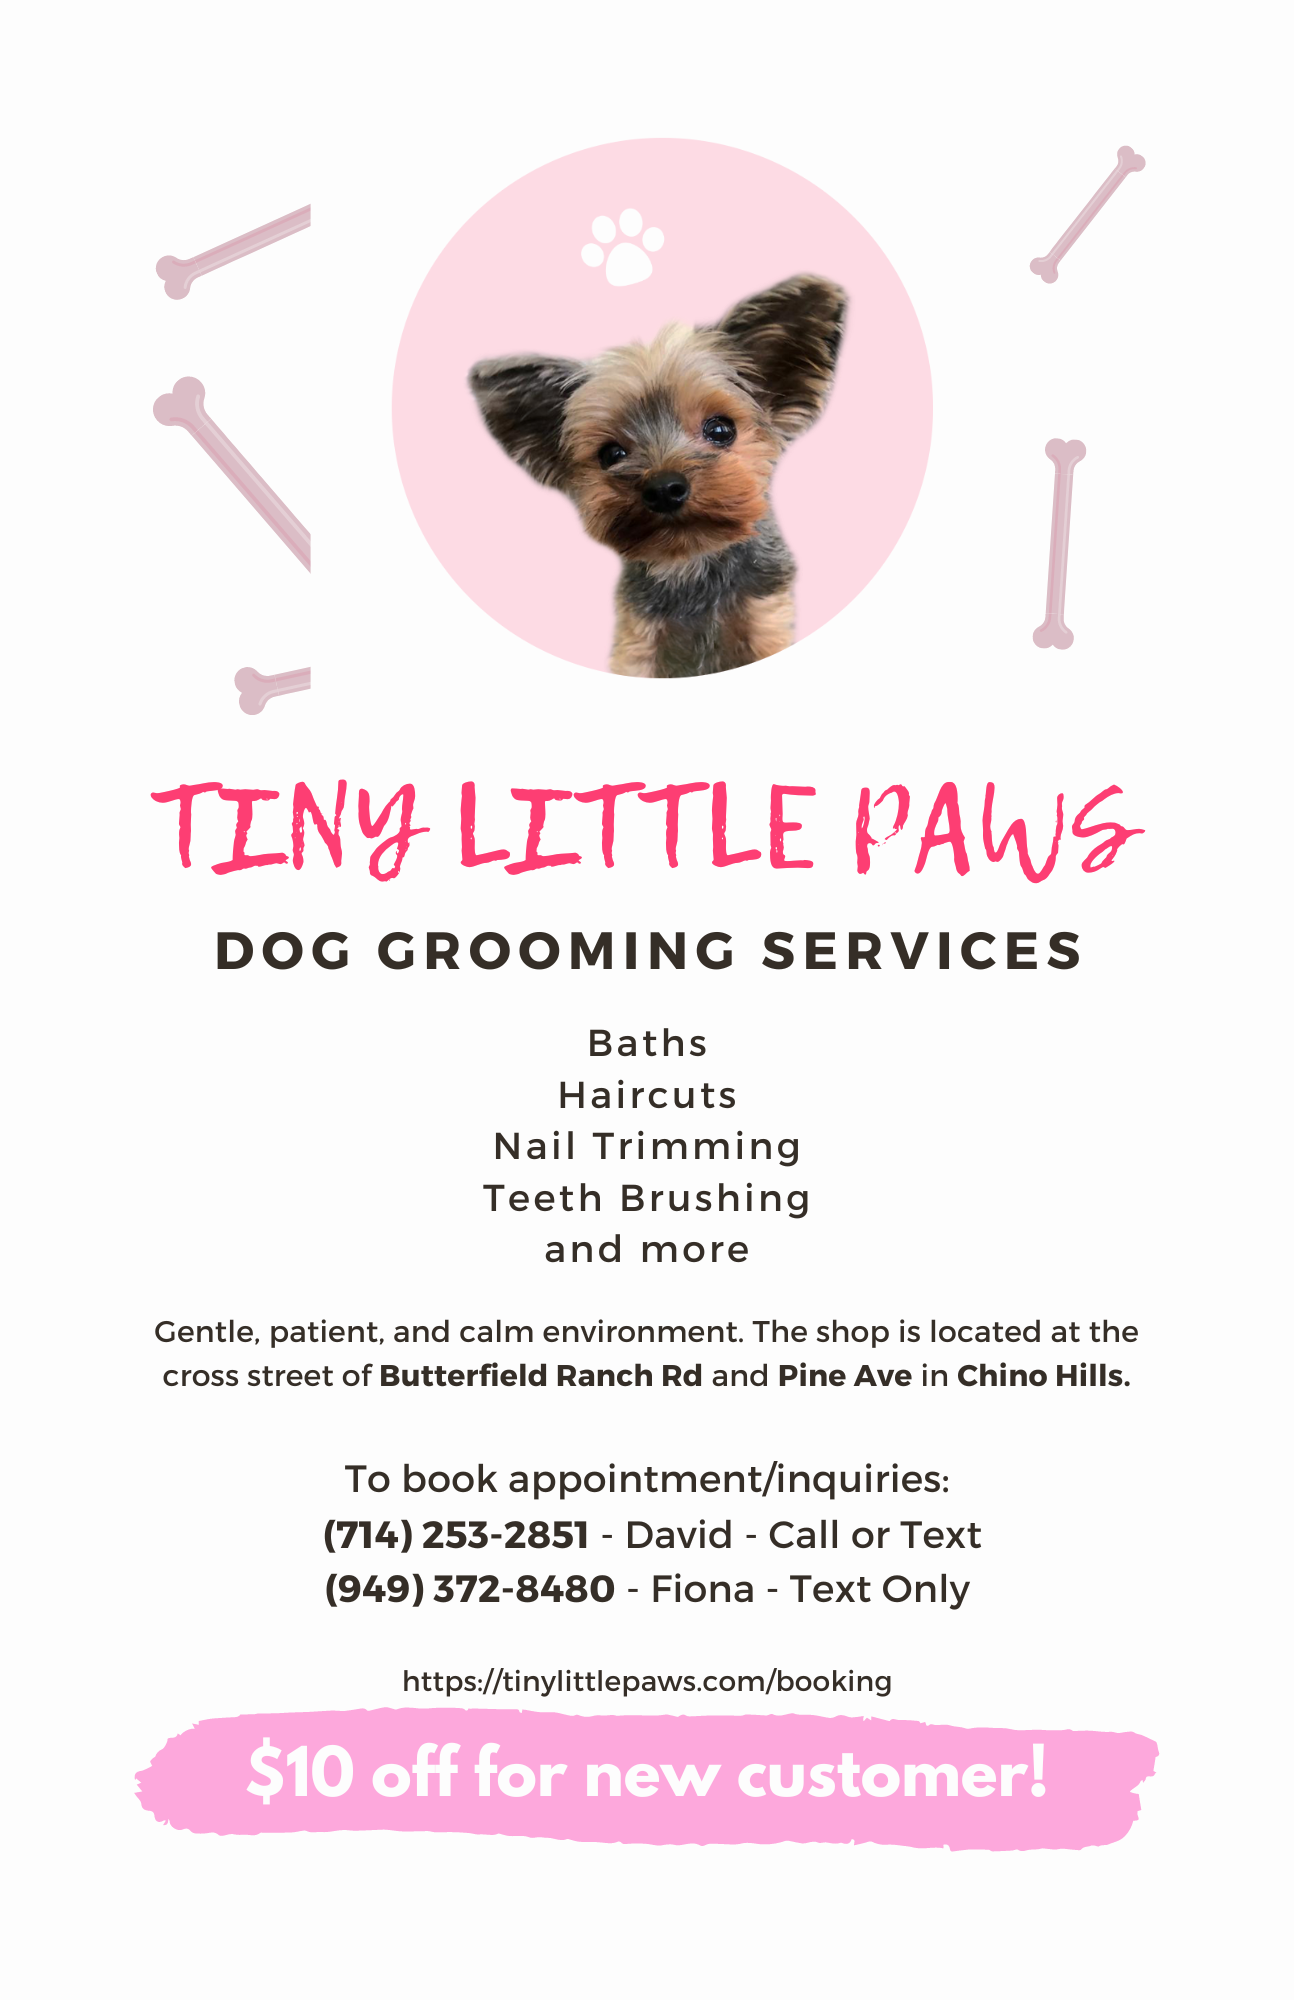 TINY LITTLE PAWS
DOG GROOMING SERVICES
Baths
Haircuts
Nail Trimming
Teeth Brushing
and more
Gentle, patient, and calm environment. The shop is located at the
cross street of Butterfield Ranch Rd and Pine Ave in Chino Hills.
To book appointment/inquiries:
(714) 253-2851 - David - Call or Text
(949) 372-8480 - Fiona - Text Only
https://tinylittlepaws.com/booking
$10 off for new customer!